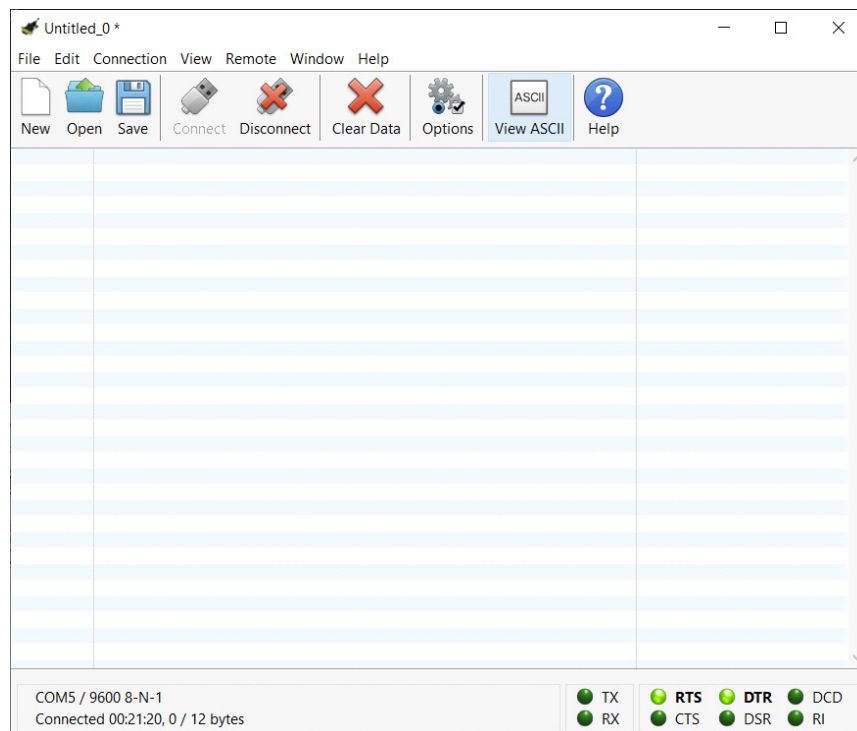 Untitled_0 *
File Edit Connection View Remote Window Help
New Open Save Connect Disconnect Clear Data Options ASCII View ASCII ? Help
COM5 / 9600 8-N-1
Connected 00:21:20, 0 / 12 bytes
TX RTS DTR DCD
RX CTS DSR RI